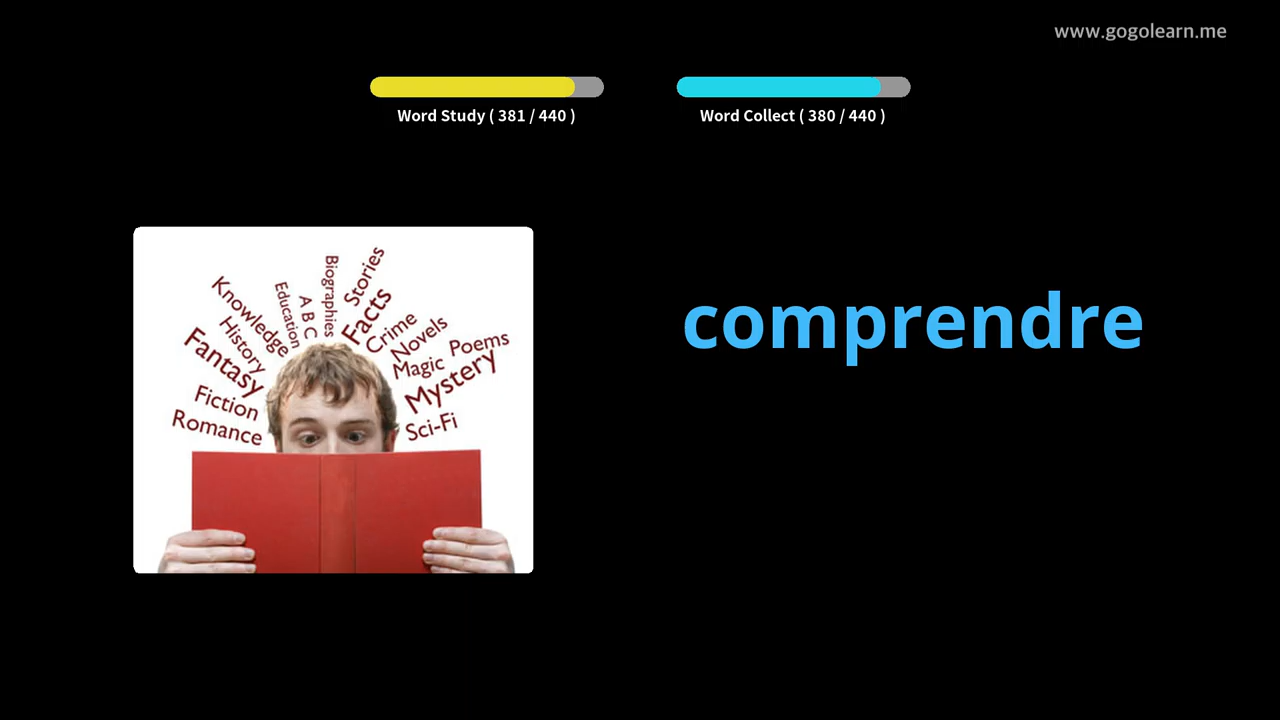 www.gogolearn.me
Word Study ( 381 / 440 )
Word Collect ( 380 / 440 )
comprendre
Biographies
Stories
Education
A B C
Facts
Knowledge
Crime
Novels
History
Poems
Fantasy
Magic
Mystery
Fiction
Romance
Sci-Fi